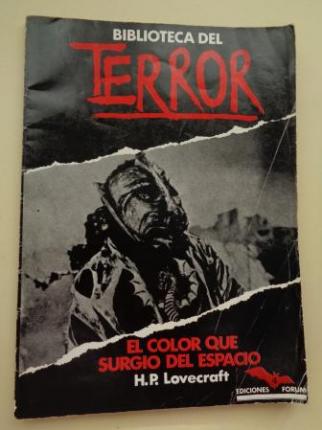 BIBLIOTECA DEL
TERROR
EL COLOR QUE
SURGIO DEL ESPACIO
H.P. Lovecraft
EDICIONES FORUM